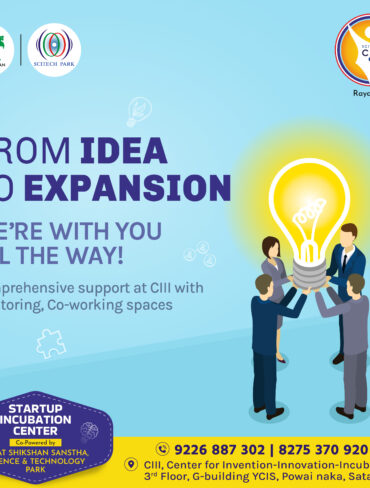 SCITECH PARK
Raya
ROM IDEA
O EXPANSION
E'RE WITH YOU
L THE WAY!
mprehensive support at CIII with
toring, Co-working spaces
STARTUP
INCUBATION
CENTER
Co-Powered by
AT SHIKSHAN SANSTHA,
ENCE & TECHNOLOGY
PARK
9226 887 302 | 8275 370 920
CIII, Center for Invention-Innovation-Incub
3rd Floor, G-building YCIS, Powai naka, Sata